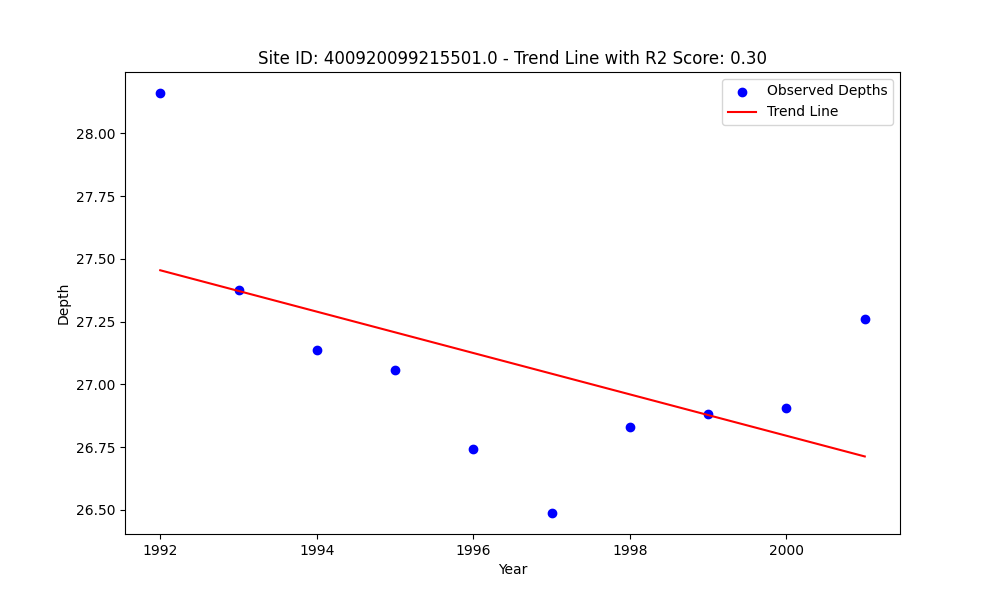 Site ID: 400920099215501.0 - Trend Line with R2 Score: 0.30
Observed Depths
Trend Line
28.00
27.75
27.50
27.25
27.00
26.75
26.50
Depth
1992 1994 1996 1998 2000
Year